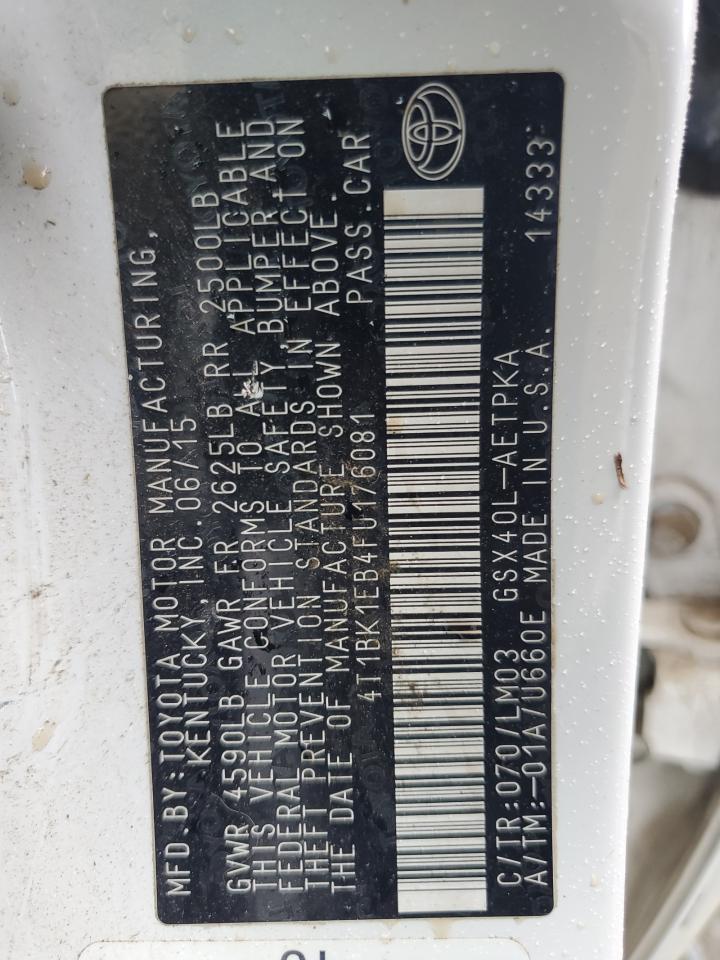 MFD.BY:TOYOTA MOTOR MANUFACTURING,
KENTUCKY, INC.06/15
GVWR 4590LB GAWR FR 2625LB RR 2500LB
THIS VEHICLE CONFORMS TO ALL APPLICABLE
FEDERAL MOTOR VEHICLE SAFETY, BUMPER AND
THEFT PREVENTION STANDARDS IN EFFECT ON
THE DATE OF MANUFACTURE SHOWN ABOVE.
4T1BK1EB4FU176081 PASS.CAR
C/TR:070/LM03 GSX40L-AETPKA
A/TM:-01A/U660E MADE IN U.S.A. 14333